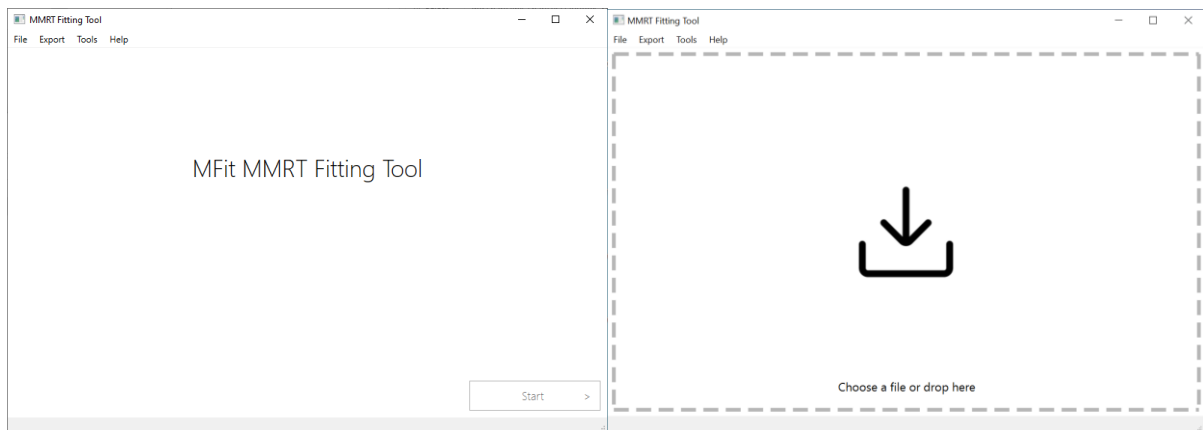 MMRT Fitting Tool
File Export Tools Help
MFit MMRT Fitting Tool
Start >
MMRT Fitting Tool
File Export Tools Help
Choose a file or drop here